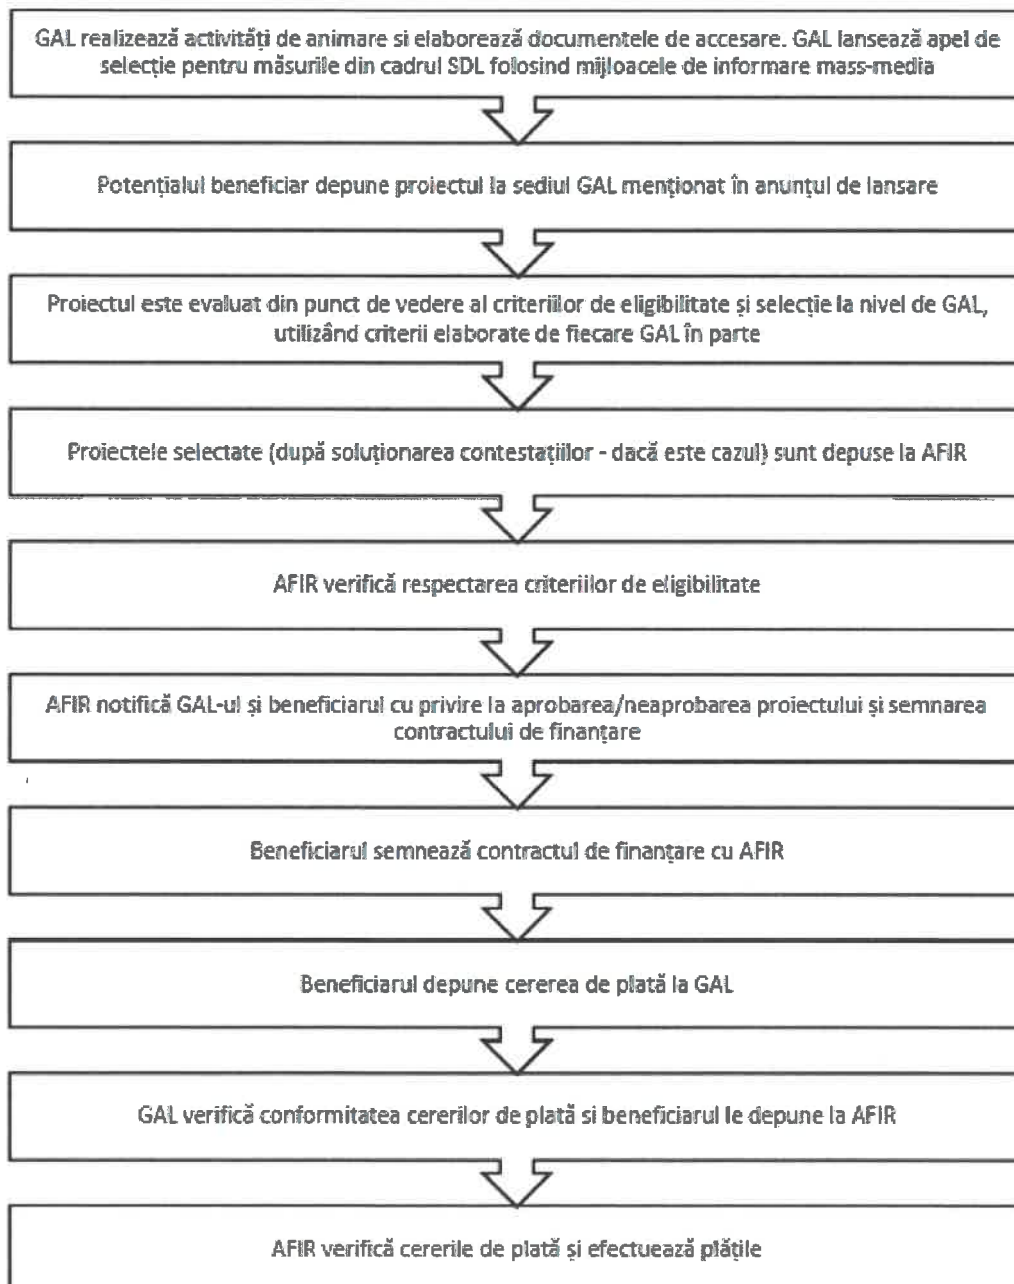 GAL realizează activități de animare si elaborează documentele de accesare. GAL lansează apel de
selecție pentru măsurile din cadrul SDL folosind mijloacele de informare mass-media
Potențialul beneficiar depune proiectul la sediul GAL menționat în anunțul de lansare
Proiectul este evaluat din punct de vedere al criteriilor de eligibilitate și selecție la nivel de GAL,
utilizând criterii elaborate de fiecare GAL în parte
Proiectele selectate (după soluționarea contestațiilor - dacă este cazul) sunt depuse la AFIR
AFIR verifică respectarea criteriilor de eligibilitate
AFIR notifică GAL-ul și beneficiarul cu privire la aprobarea/neaprobarea proiectului și semnarea
contractului de finanțare
Beneficiarul semnează contractul de finanțare cu AFIR
Beneficiarul depune cererea de plată la GAL
GAL verifică conformitatea cererilor de plată si beneficiarul le depune la AFIR
AFIR verifică cererile de plată și efectuează plățile